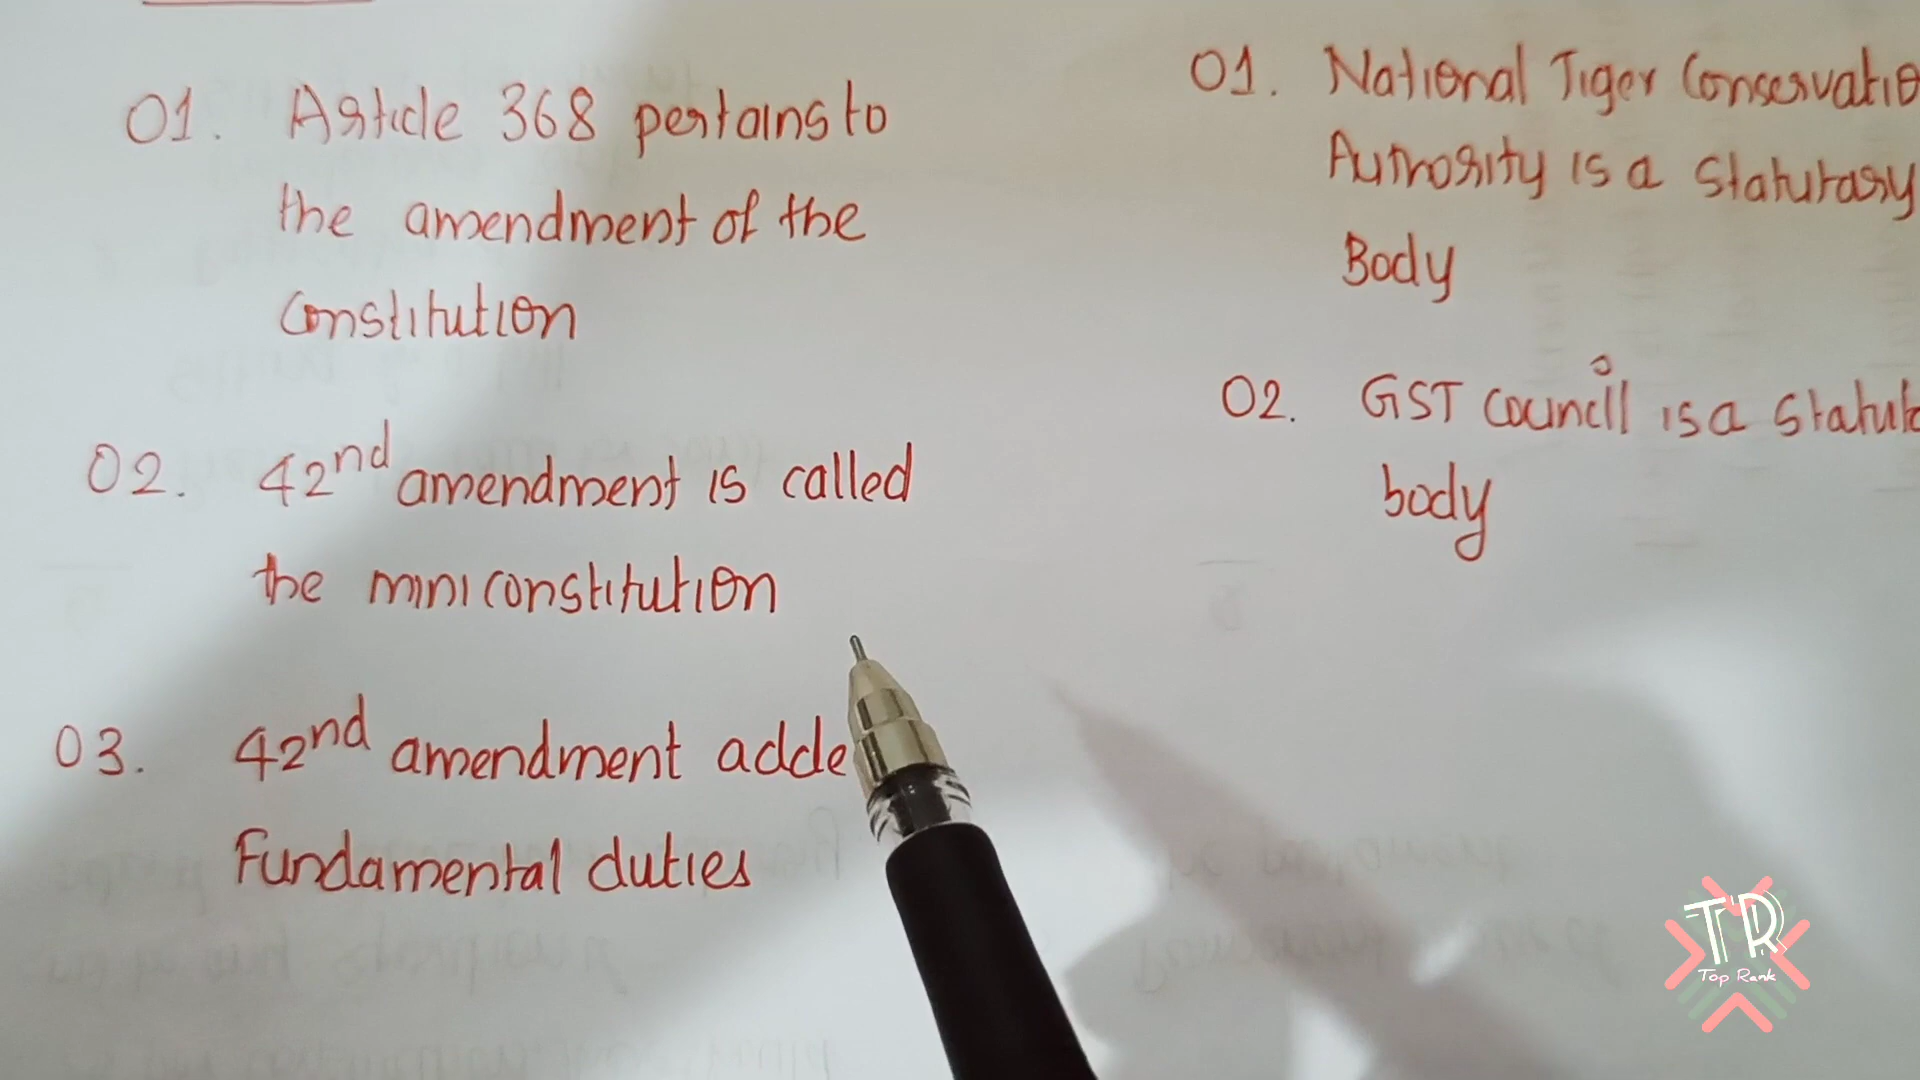 01. Article 368 pertains to
the amendment of the
constitution
02. 42nd amendment is called
the mini constitution
03. 42nd amendment adde
Fundamental duties
01. National Tiger Conservatio
Authority is a statutary
Body
02. GST Council is a statut
body
TR
Top Rank